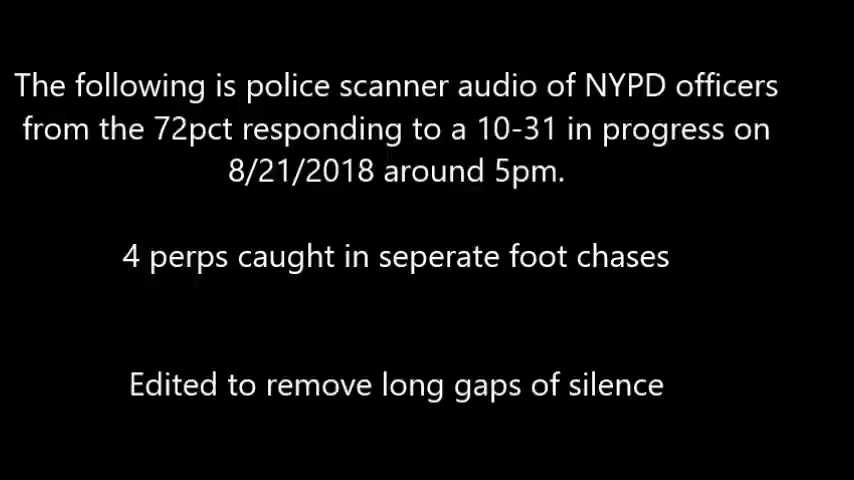 The following is police scanner audio of NYPD officers
from the 72pct responding to a 10-31 in progress on
8/21/2018 around 5pm.
4 perps caught in seperate foot chases
Edited to remove long gaps of silence